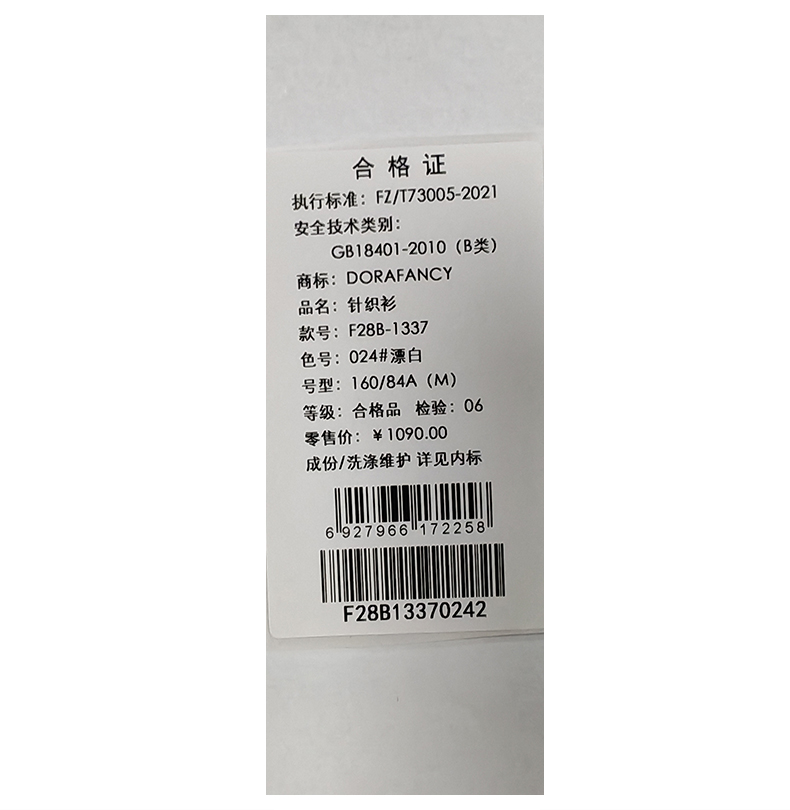 合格证
执行标准：FZ/T73005-2021
安全技术类别：
GB18401-2010（B类）
商标：DORAFANCY
品名：针织衫
款号：F28B-1337
色号：024#漂白
号型：160/84A（M）
等级：合格品 检验：06
零售价：￥1090.00
成份/洗涤维护 详见内标
6 927966 172258
F28B13370242